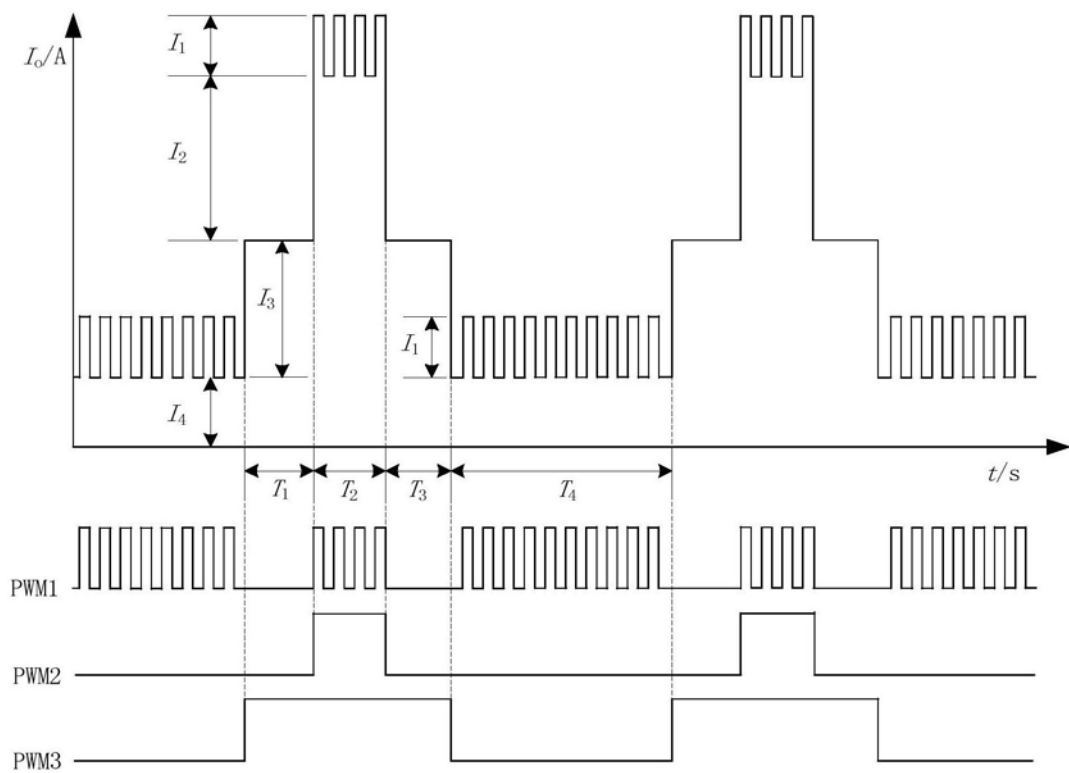 I₁
Iₒ/A
I₂
I₃
I₁
I₄
T₁ T₂ T₃ T₄ t/s
PWM1
PWM2
PWM3